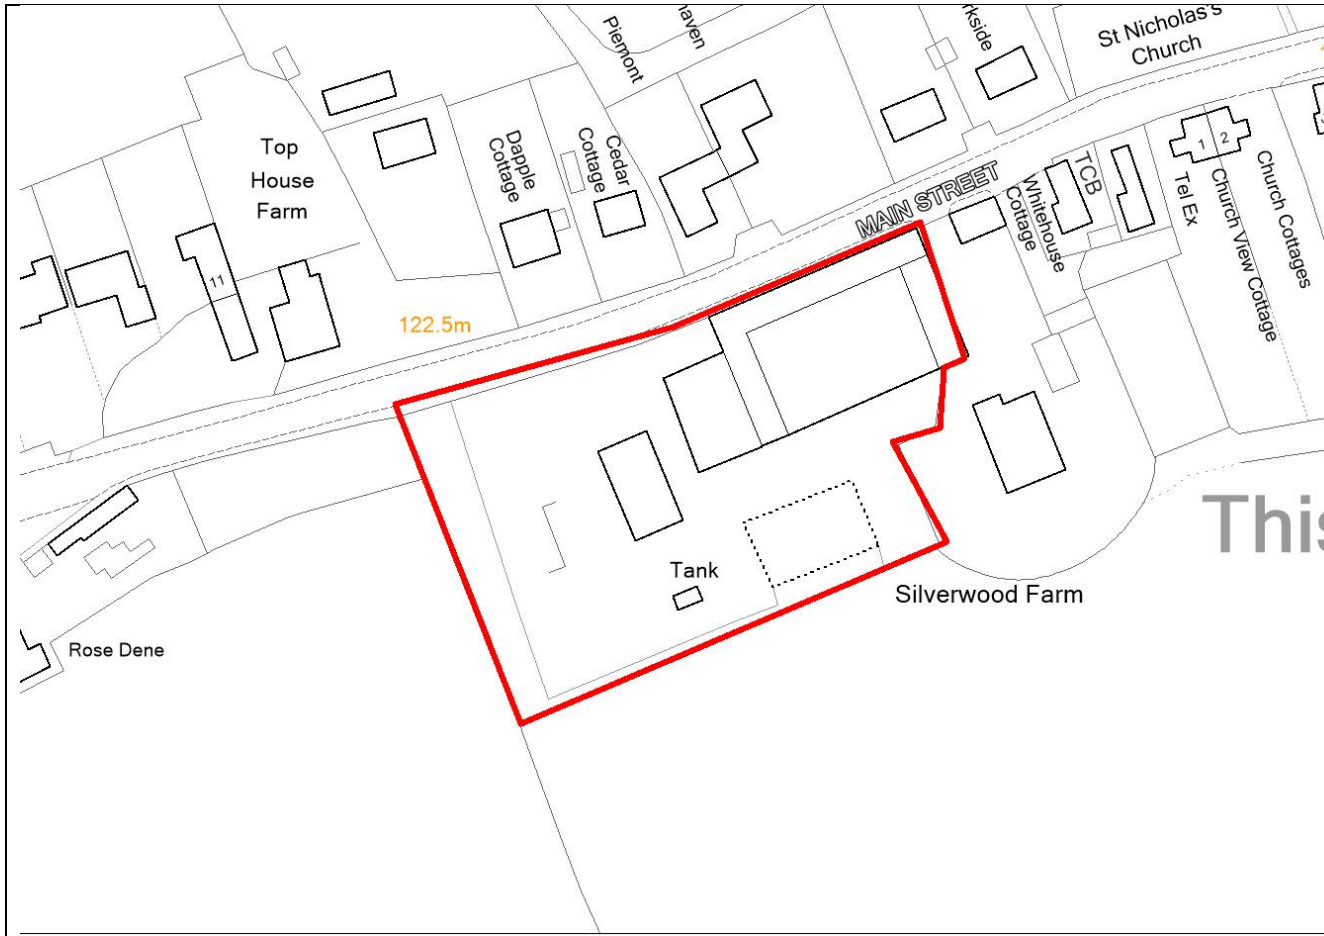 Piemont
haven
rkside
St Nicholas's
Church
Top
House
Farm
Dapple
Cottage
Cedar
Cottage
MAIN STREET
Whitehouse
Cottage
TCB
1
2
Tel Ex
Church View Cottage
Church Cottages
11
122.5m
This
Tank
Silverwood Farm
Rose Dene